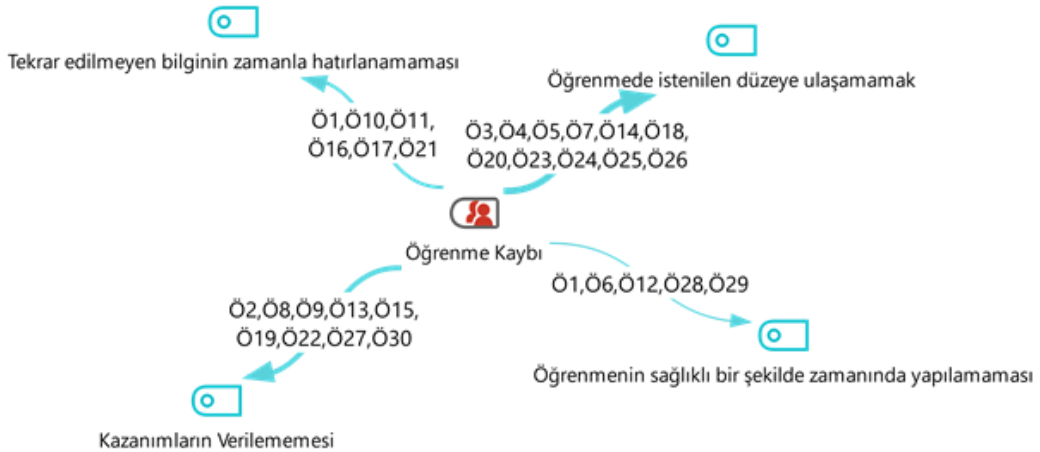 Tekrar edilmeyen bilginin zamanla hatırlanamaması
Öğrenmede istenilen düzeye ulaşamamak
Ö1,Ö10,Ö11,
Ö16,Ö17,Ö21
Ö3,Ö4,Ö5,Ö7,Ö14,Ö18,
Ö20,Ö23,Ö24,Ö25,Ö26
Öğrenme Kaybı
Ö1,Ö6,Ö12,Ö28,Ö29
Ö2,Ö8,Ö9,Ö13,Ö15,
Ö19,Ö22,Ö27,Ö30
Öğrenmenin sağlıklı bir şekilde zamanında yapılamaması
Kazanımların Verilememesi